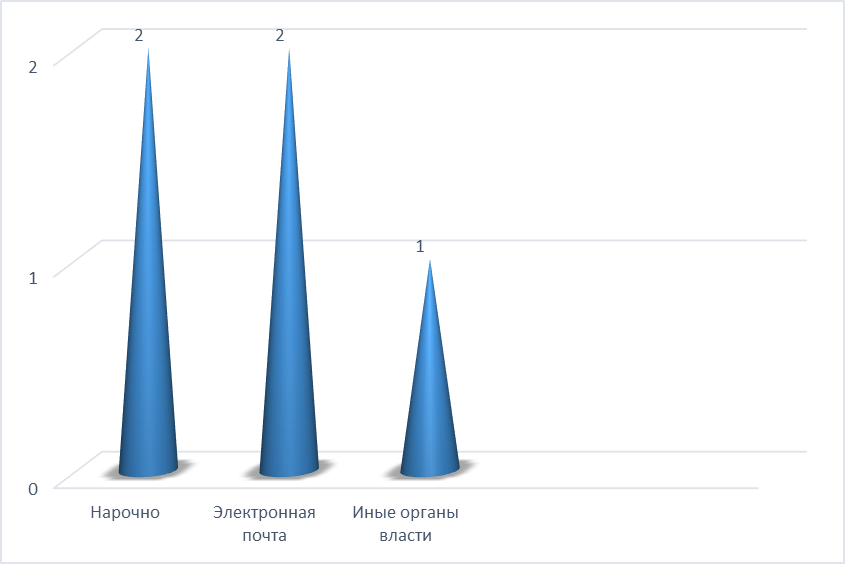 2
2
2
1
1
0
Нарочно
Электронная
почта
Иные органы
власти